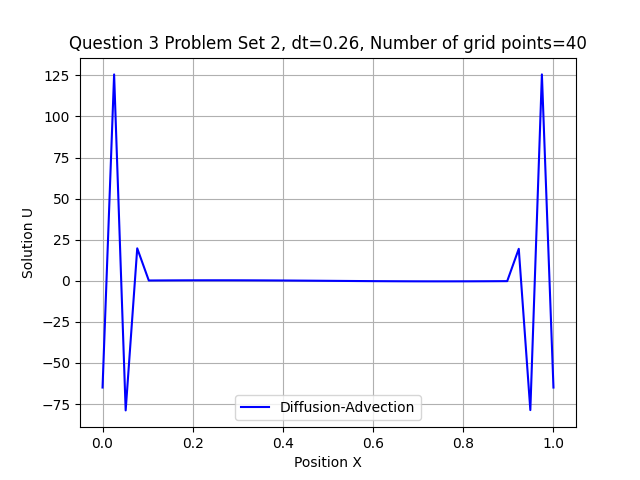 Question 3 Problem Set 2, dt=0.26, Number of grid points=40
125
100
75
50
25
0
−25
−50
−75
Solution U
Diffusion-Advection
0.0 0.2 0.4 0.6 0.8 1.0
Position X